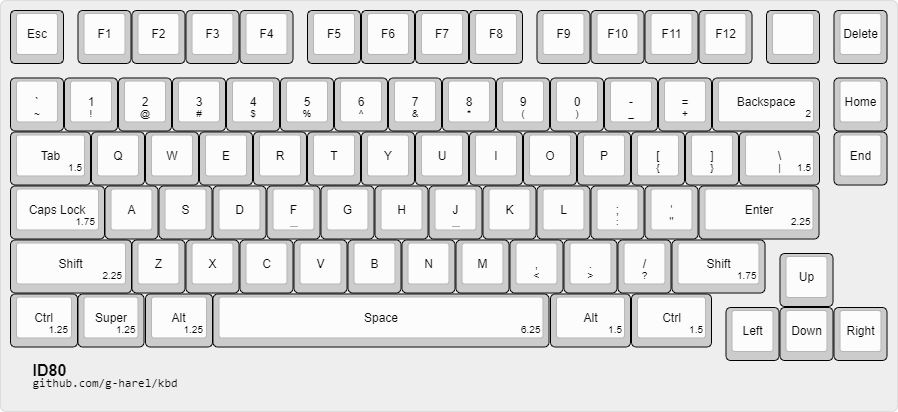 Esc F1 F2 F3 F4 F5 F6 F7 F8 F9 F10 F11 F12 Delete
` 1 2 3 4 5 6 7 8 9 0 - = Backspace Home
~ ! @ # $ % ^ & * ( ) _ + 2
Tab Q W E R T Y U I O P [ ] \ End
1.5 { } | 1.5
Caps Lock A S D F G H J K L ; ' Enter
1.75 _ _ : " 2.25
Shift Z X C V B N M , . / Shift Up
2.25 < > ? 1.75
Ctrl Super Alt Space Alt Ctrl Left Down Right
1.25 1.25 1.25 6.25 1.5 1.5
ID80
github.com/g-harel/kbd